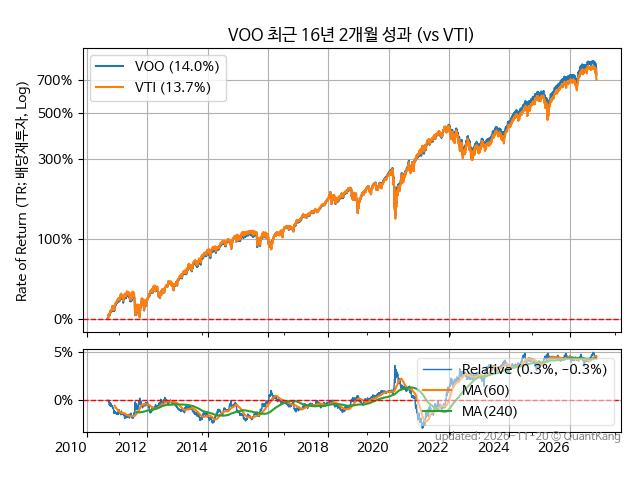 VOO 최근 16년 2개월 성과 (vs VTI)
VOO (14.0%)
VTI (13.7%)
Rate of Return (TR: 배당재투자, Log)
700%
500%
300%
100%
0%
5%
0%
Relative (0.3%, -0.3%)
MA(60)
MA(240)
2010 2012 2014 2016 2018 2020 2022 2024 2026
updated: 2026-11-20 © QuantKang